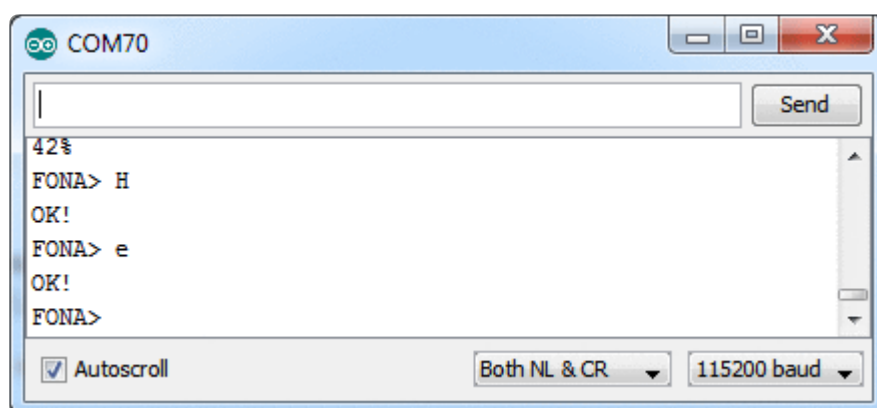 COM70
Send
42%
FONA> H
OK!
FONA> e
OK!
FONA>
Autoscroll
Both NL & CR
115200 baud